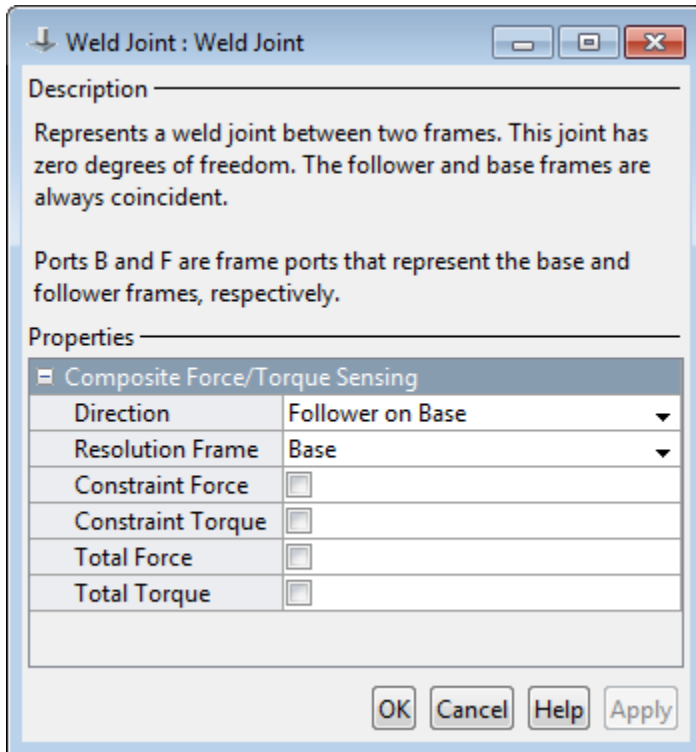 Weld Joint : Weld Joint
Description
Represents a weld joint between two frames. This joint has
zero degrees of freedom. The follower and base frames are
always coincident.
Ports B and F are frame ports that represent the base and
follower frames, respectively.
Properties
Composite Force/Torque Sensing
Direction Follower on Base
Resolution Frame Base
Constraint Force
Constraint Torque
Total Force
Total Torque
OK Cancel Help Apply